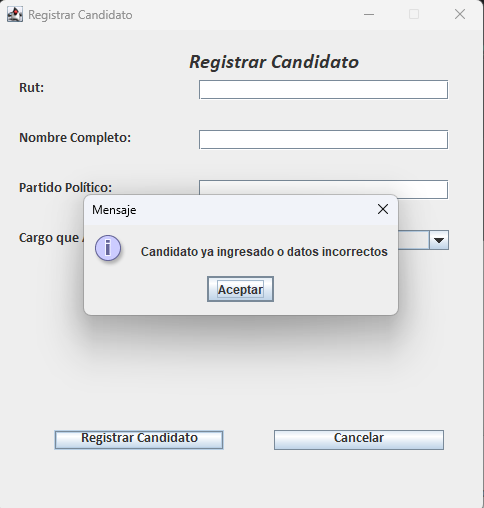 Registrar Candidato
Registrar Candidato
Rut:
Nombre Completo:
Partido Político:
Mensaje
Cargo que
Candidato ya ingresado o datos incorrectos
Aceptar
Registrar Candidato
Cancelar